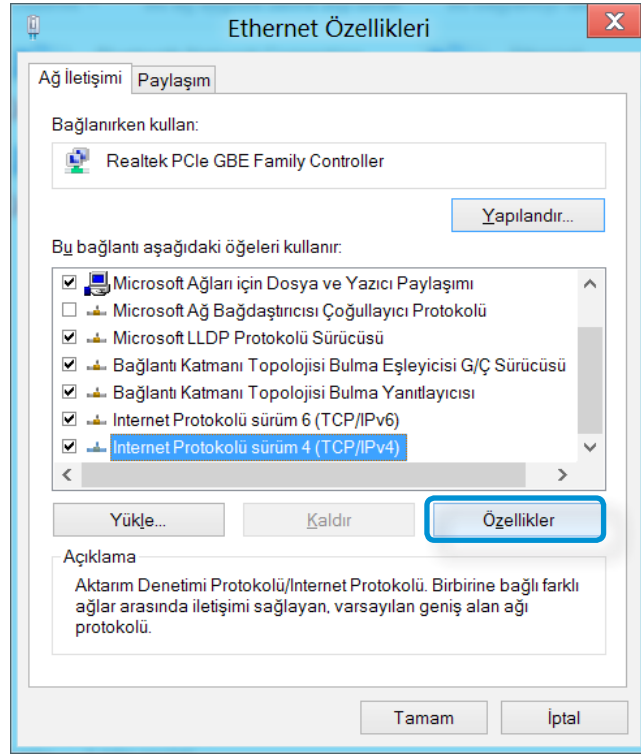 Ethernet Özellikleri
X
Ağ İletişimi Paylaşım
Bağlanırken kullan:
Realtek PCIe GBE Family Controller
Yapılandır...
Bu bağlantı aşağıdaki öğeleri kullanır:
Microsoft Ağları için Dosya ve Yazıcı Paylaşımı
Microsoft Ağ Bağdaştırıcısı Çoğullayıcı Protokolü
Microsoft LLDP Protokolü Sürücüsü
Bağlantı Katmanı Topolojisi Bulma Eşleyicisi G/Ç Sürücüsü
Bağlantı Katmanı Topolojisi Bulma Yanıtlayıcısı
Internet Protokolü sürüm 6 (TCP/IPv6)
Internet Protokolü sürüm 4 (TCP/IPv4)
Yükle... Kaldır Özellikler
Açıklama
Aktarım Denetimi Protokolü/Internet Protokolü. Birbirine bağlı farklı
ağlar arasında iletişimi sağlayan, varsayılan geniş alan ağı
protokolü.
Tamam İptal